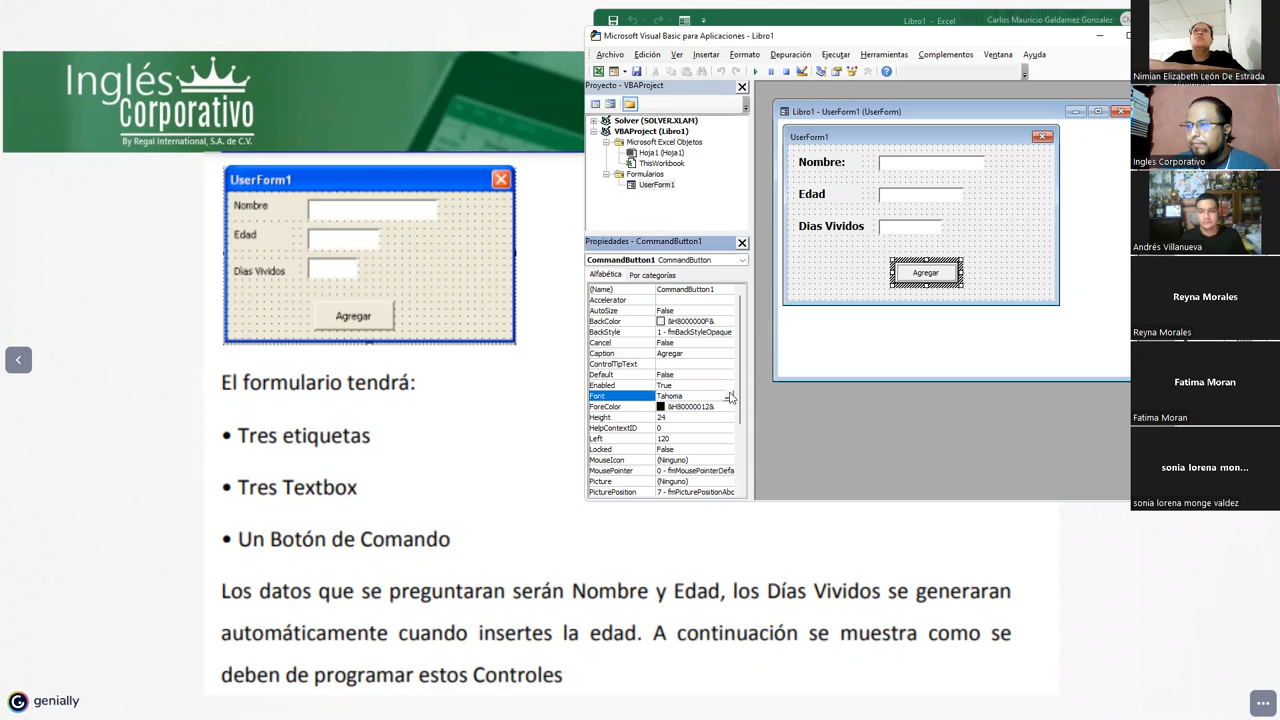 Inglés
Corporativo
By Regal International, S.A. de C.V.
UserForm1
Nombre
Edad
Dias Vividos
Agregar
El formulario tendrá:
• Tres etiquetas
• Tres Textbox
• Un Botón de Comando
Los datos que se preguntaran serán Nombre y Edad, los Días Vividos se generaran
automáticamente cuando insertes la edad. A continuación se muestra como se
deben de programar estos Controles
genially
Libro1 - Excel
Carlos Mauricio Galdamez Gonzalez
Microsoft Visual Basic para Aplicaciones - Libro1
Archivo Edición Ver Insertar Formato Depuración Ejecutar Herramientas Complementos Ventana Ayuda
Proyecto - VBAProject
Solver (SOLVER.XLAM)
VBAProject (Libro1)
Microsoft Excel Objetos
Hoja1 (Hoja1)
ThisWorkbook
Formularios
UserForm1
Propiedades - CommandButton1
CommandButton1 CommandButton
Alfabética Por categorías
(Name) CommandButton1
Accelerator
AutoSize False
BackColor &H8000000F&
BackStyle 1 - fmBackStyleOpaque
Cancel False
Caption Agregar
ControlTipText
Default False
Enabled True
Font Tahoma
ForeColor &H80000012&
Height 24
HelpContextID 0
Left 120
Locked False
MouseIcon (Ninguno)
MousePointer 0 - fmMousePointerDefa
Picture (Ninguno)
PicturePosition 7 - fmPicturePositionAbo
Libro1 - UserForm1 (UserForm)
UserForm1
Nombre:
Edad
Dias Vividos
Agregar
Nimian Elizabeth León De Estrada
Ingles Corporativo
Andrés Villanueva
Reyna Morales
Reyna Morales
Fatima Moran
Fatima Moran
sonia lorena mon...
sonia lorena monge valdez